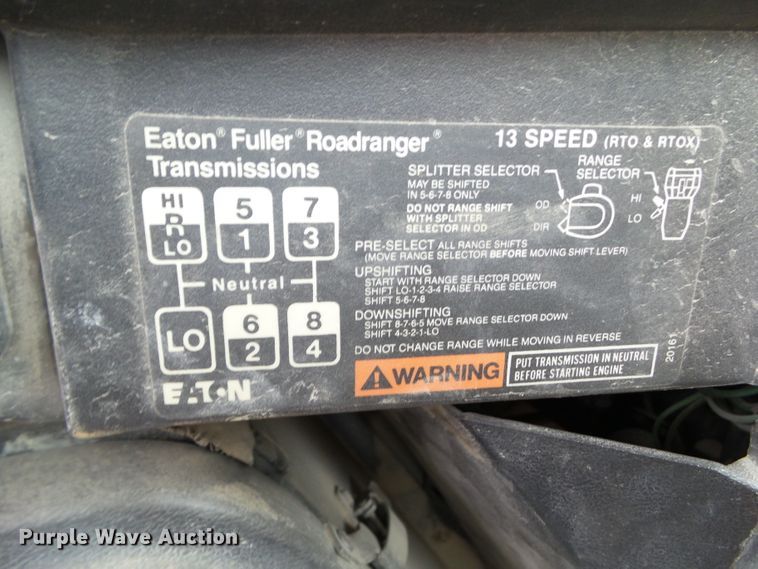 Eaton® Fuller® Roadranger®
Transmissions
13 SPEED (RTO & RTOX)
HI
R
LO
5
1
7
3
Neutral
LO
6
2
8
4
EATON
SPLITTER SELECTOR
MAY BE SHIFTED
IN 5-6-7-8 ONLY
DO NOT RANGE SHIFT
WITH SPLITTER
SELECTOR IN OD
OD
DIR
RANGE
SELECTOR
HI
LO
PRE-SELECT ALL RANGE SHIFTS
(MOVE RANGE SELECTOR BEFORE MOVING SHIFT LEVER)
UPSHIFTING
START WITH RANGE SELECTOR DOWN
SHIFT LO-1-2-3-4 RAISE RANGE SELECTOR
SHIFT 5-6-7-8
DOWNSHIFTING
SHIFT 8-7-6-5 MOVE RANGE SELECTOR DOWN
SHIFT 4-3-2-1-LO
DO NOT CHANGE RANGE WHILE MOVING IN REVERSE
WARNING
PUT TRANSMISSION IN NEUTRAL
BEFORE STARTING ENGINE
20161
Purple Wave Auction